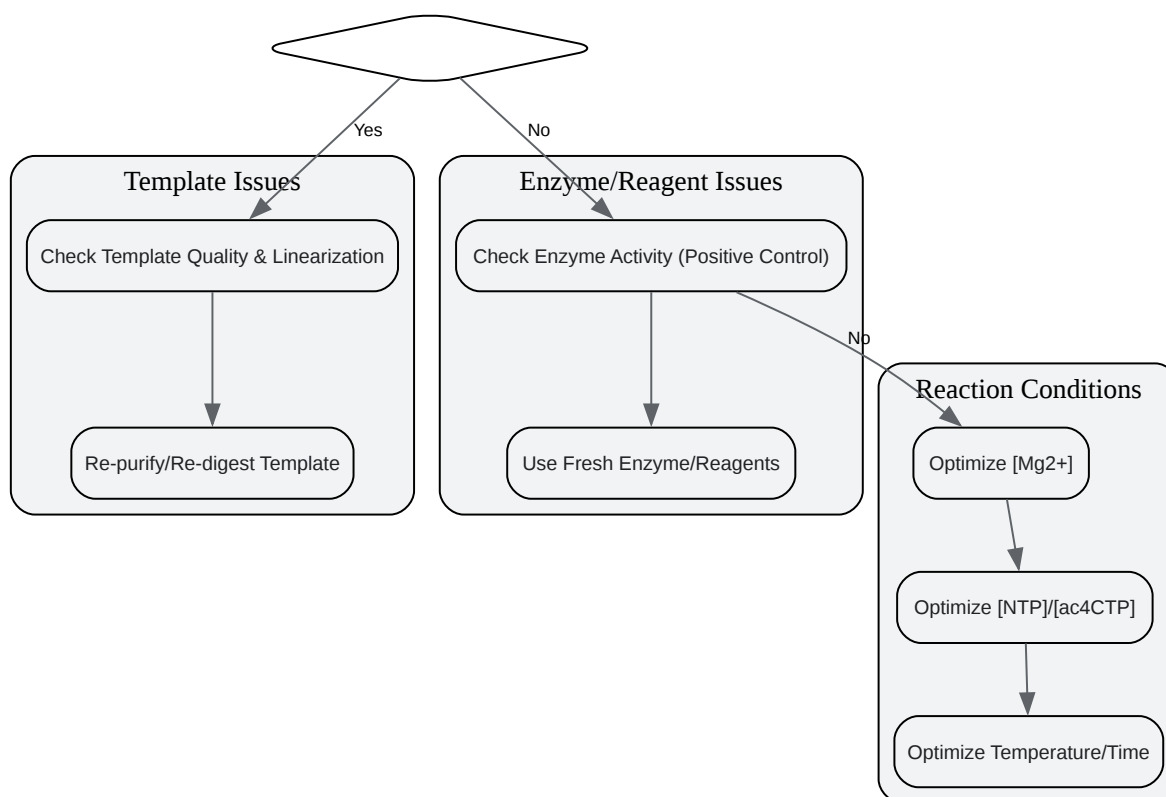 Yes
No
Template Issues
Enzyme/Reagent Issues
Check Template Quality & Linearization
Check Enzyme Activity (Positive Control)
No
Reaction Conditions
Re-purify/Re-digest Template
Use Fresh Enzyme/Reagents
Optimize [Mg2+]
Optimize [NTP]/[ac4CTP]
Optimize Temperature/Time